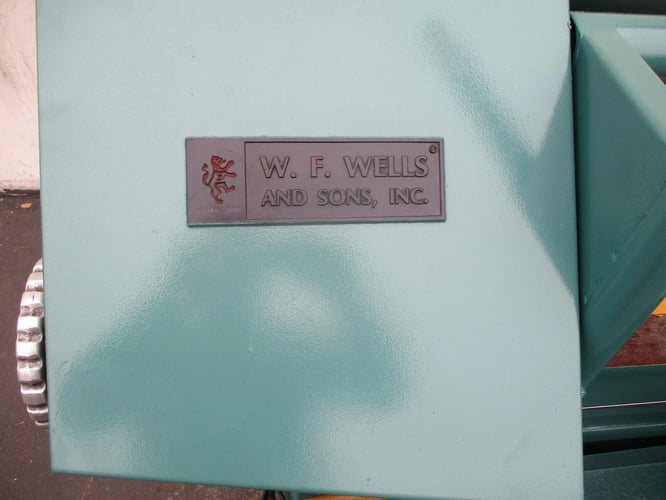 W. F. WELLS ®
AND SONS, INC.